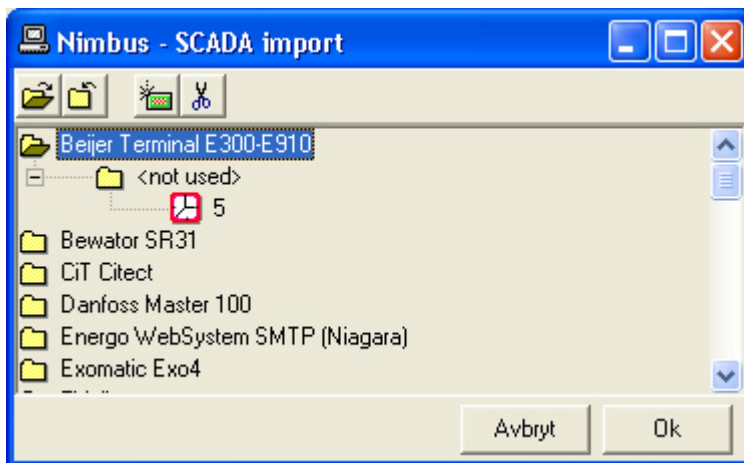 Nimbus - SCADA import
Beijer Terminal E300-E910
<not used>
5
Bewator SR31
CiT Citect
Danfoss Master 100
Energo WebSystem SMTP (Niagara)
Exomatic Exo4
Avbryt Ok